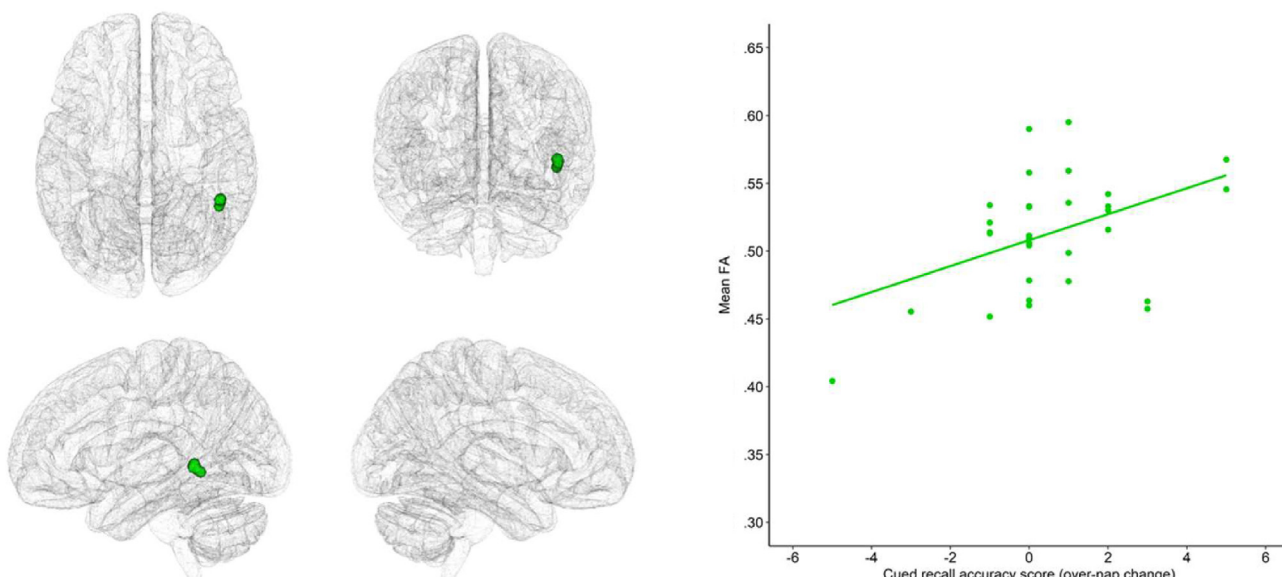 .65
.60
.55
.50
.45
.40
.35
.30
Mean FA
-6 -4 -2 0 2 4 6
Cued recall accuracy score (over-nap change)